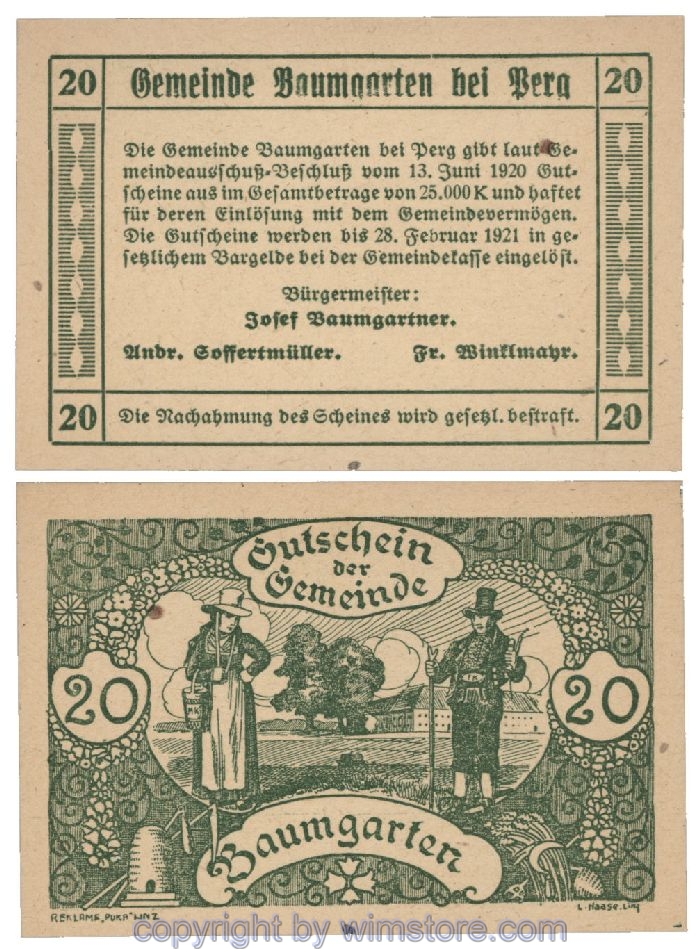 20 Gemeinde Baumgarten bei Perg 20
Die Gemeinde Baumgarten bei Perg gibt laut Ge-
meindeausschuß-Beschluß vom 13. Juni 1920 Gut-
scheine aus im Gesamtbetrage von 25.000 K und haftet
für deren Einlösung mit dem Gemeindevermögen.
Die Gutscheine werden bis 28. Februar 1921 in ge-
setzlichem Bargelde bei der Gemeindekasse eingelöst.
Bürgermeister:
Josef Baumgartner.
Andr. Soffertmüller. Fr. Winklmayr.
20 Die Nachahmung des Scheines wird gesetzl. bestraft. 20
Gutschein
der
Gemeinde
20 20
Baumgarten
REKLAME „PUKA" LINZ L. Haase. Linz
copyright by wimstore.com